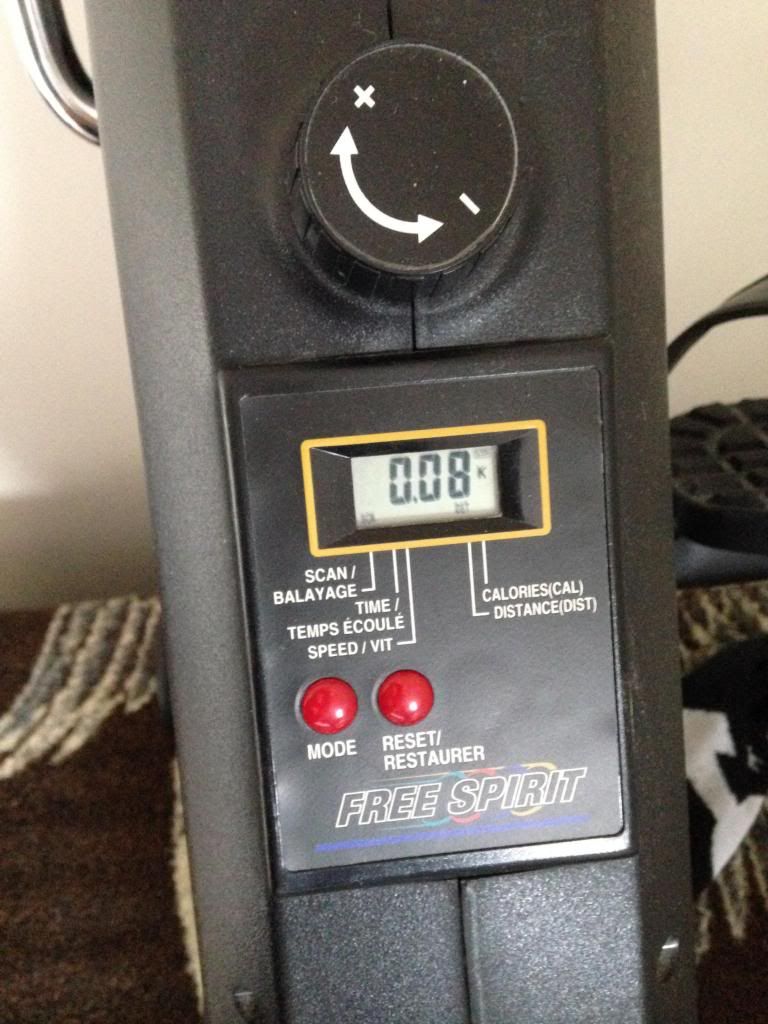 0.08 K
SCAN /
BALAYAGE
TIME /
TEMPS ÉCOULÉ
SPEED / VIT
CALORIES(CAL)
DISTANCE(DIST)
MODE
RESET/
RESTAURER
FREE SPIRIT